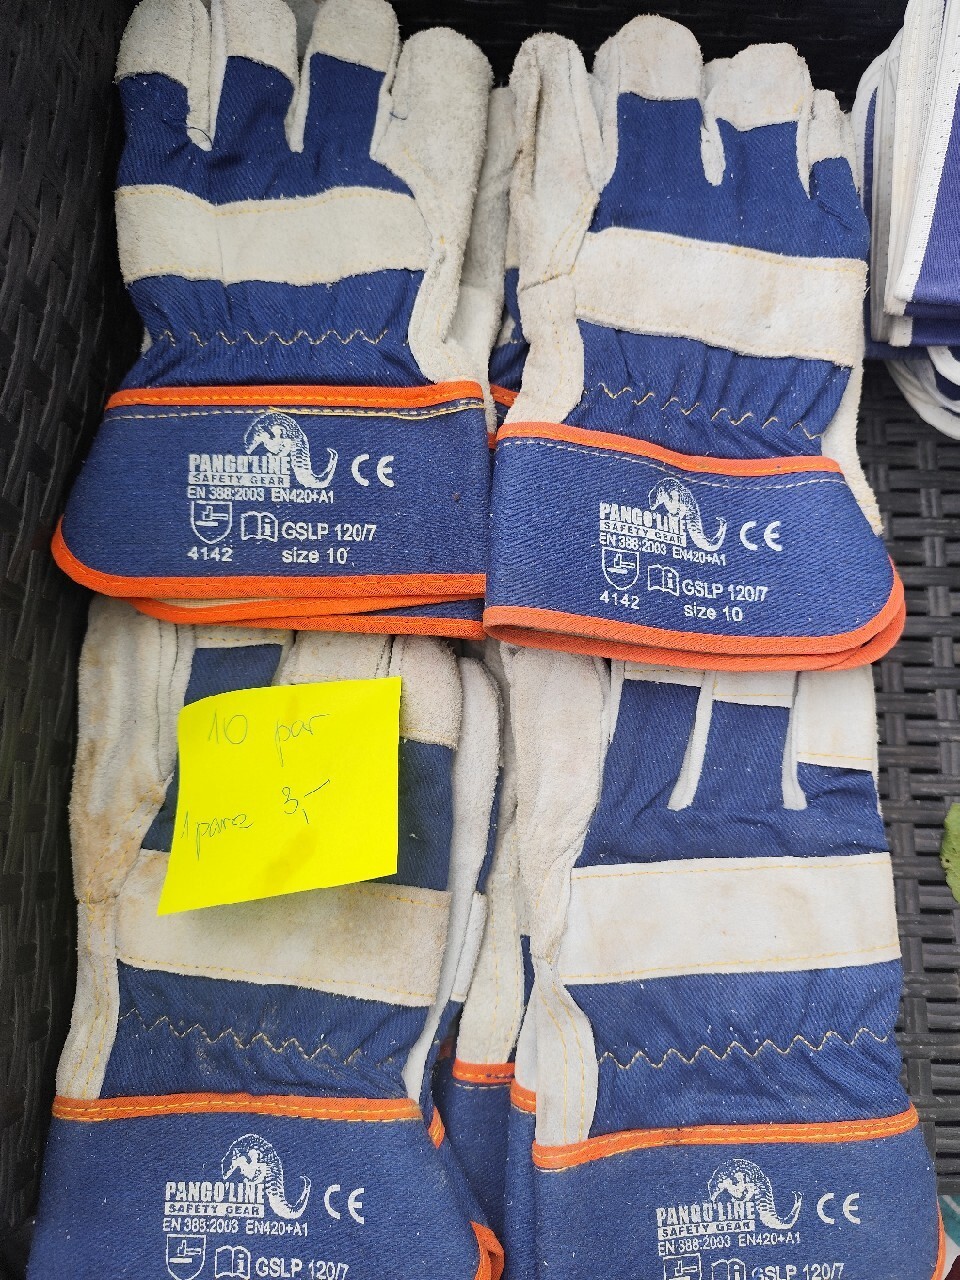 PANGO'LINE CE
SAFETY GEAR
EN 388:2003 EN420+A1
GSLP 120/7
4142 size 10
PANGO'LINE CE
SAFETY GEAR
EN 388:2003 EN420+A1
GSLP 120/7
4142 size 10
10 par
1 para 3,-
PANGO'LINE CE
SAFETY GEAR
EN 388:2003 EN420+A1
GSLP 120/7
PANGO'LINE CE
SAFETY GEAR
EN 388:2003 EN420+A1
GSLP 120/7